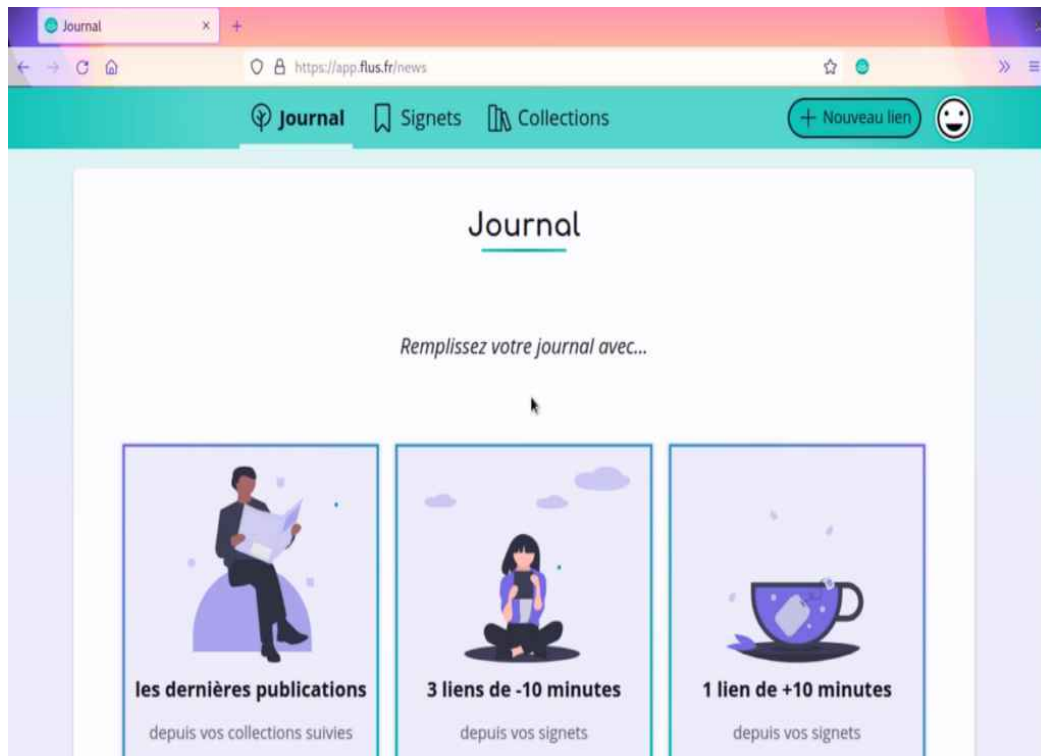 Journal
https://app.flus.fr/news
Journal Signets Collections + Nouveau lien
Journal
Remplissez votre journal avec...
les dernières publications
depuis vos collections suivies
3 liens de -10 minutes
depuis vos signets
1 lien de +10 minutes
depuis vos signets